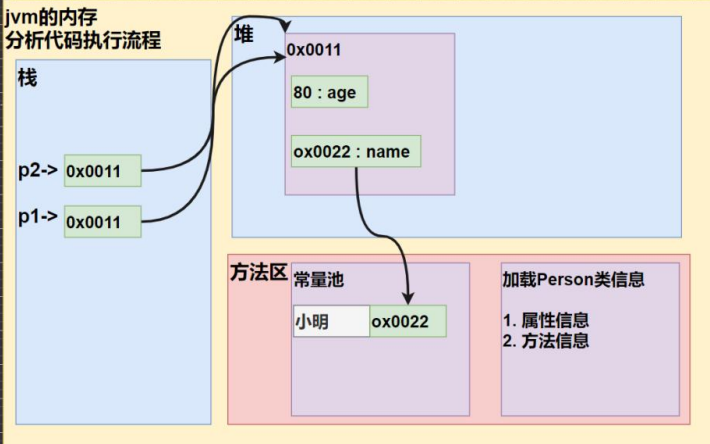 jvm的内存
分析代码执行流程
栈
p2-> 0x0011
p1-> 0x0011
堆
0x0011
80 : age
ox0022 : name
方法区
常量池
小明 ox0022
加载Person类信息
1. 属性信息
2. 方法信息